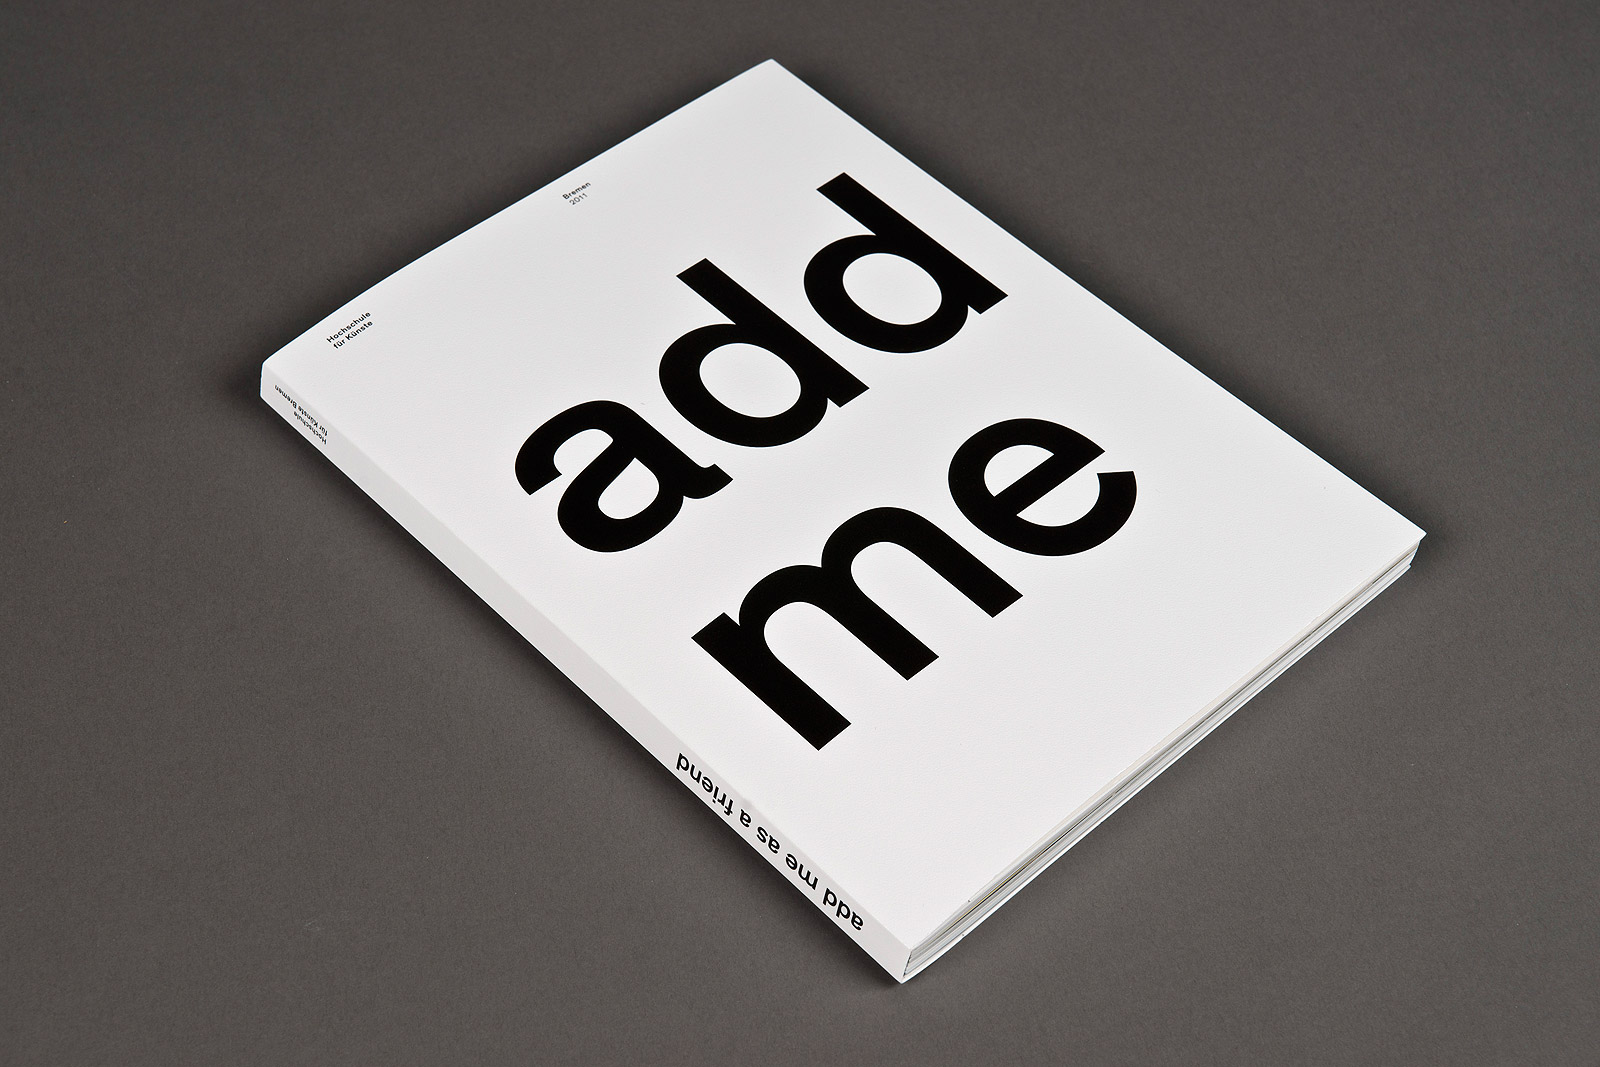 Hochschule
für Künste
Bremen
2011
add
me
add me as a friend
Hochschule
für Künste Bremen